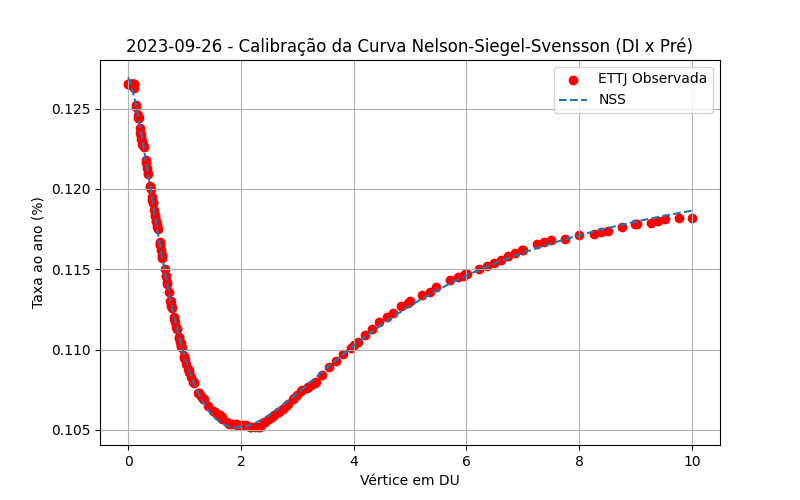 2023-09-26 - Calibração da Curva Nelson-Siegel-Svensson (DI x Pré)
ETTJ Observada
NSS
0.125
0.120
0.115
0.110
0.105
Taxa ao ano (%)
0 2 4 6 8 10
Vértice em DU